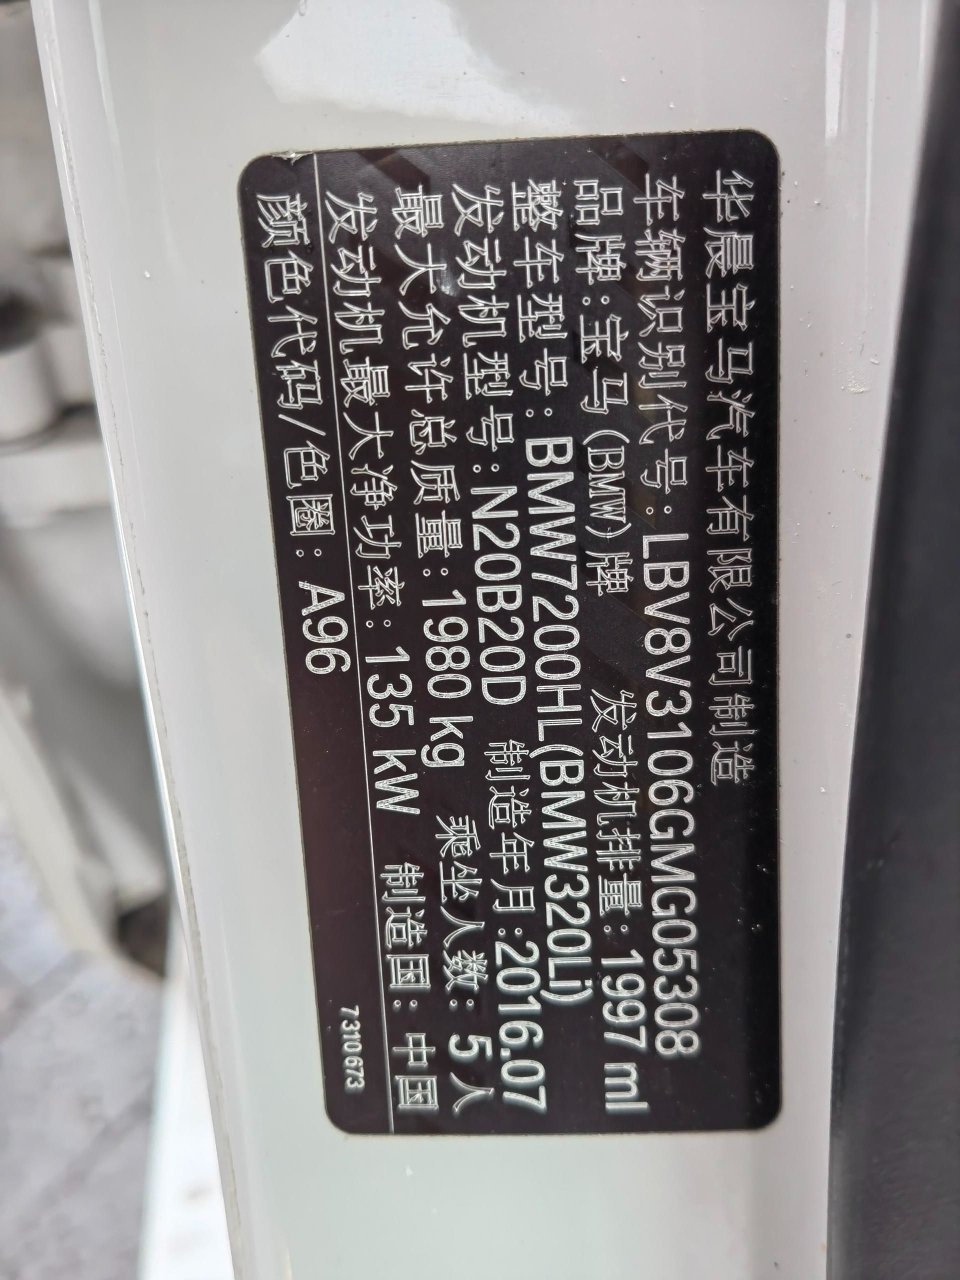 华晨宝马汽车有限公司制造
车辆识别代号：LBV8V3106GMG05308
品牌：宝马(BMW)牌 发动机排量：1997 ml
整车型号：BMW7200HL(BMW320Li)
发动机型号：N20B20D 制造年月：2016.07
最大允许总质量：1980 kg 乘坐人数：5人
发动机最大净功率：135 kW 制造国：中国
颜色代码/色圈：A96
7 310 673